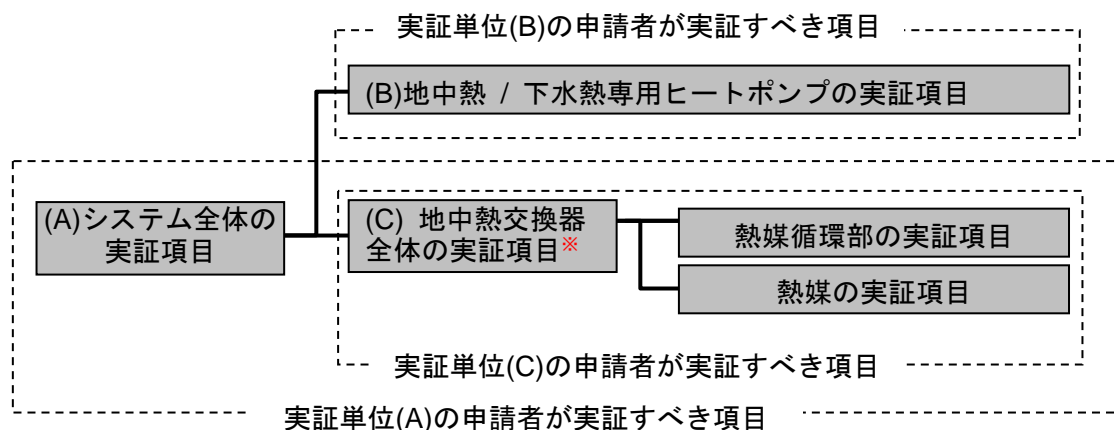 実証単位(B)の申請者が実証すべき項目
(B)地中熱 / 下水熱専用ヒートポンプの実証項目
(A)システム全体の
実証項目
(C) 地中熱交換器
全体の実証項目※
熱媒循環部の実証項目
熱媒の実証項目
実証単位(C)の申請者が実証すべき項目
実証単位(A)の申請者が実証すべき項目